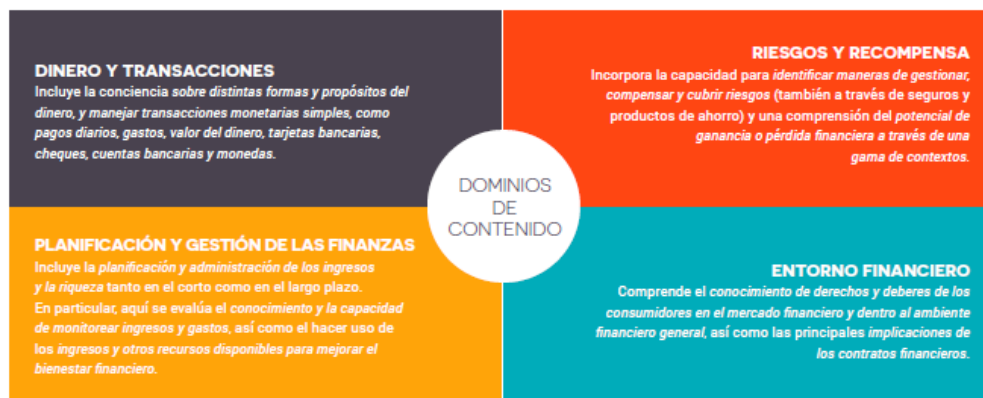 DINERO Y TRANSACCIONES
Incluye la conciencia sobre distintas formas y propósitos del
dinero, y manejar transacciones monetarias simples, como
pagos diarios, gastos, valor del dinero, tarjetas bancarias,
cheques, cuentas bancarias y monedas.
RIESGOS Y RECOMPENSA
Incorpora la capacidad para identificar maneras de gestionar,
compensar y cubrir riesgos (también a través de seguros y
productos de ahorro) y una comprensión del potencial de
ganancia o pérdida financiera a través de una
gama de contextos.
DOMINIOS
DE
CONTENIDO
PLANIFICACIÓN Y GESTIÓN DE LAS FINANZAS
Incluye la planificación y administración de los ingresos
y la riqueza tanto en el corto como en el largo plazo.
En particular, aquí se evalúa el conocimiento y la capacidad
de monitorear ingresos y gastos, así como el hacer uso de
los ingresos y otros recursos disponibles para mejorar el
bienestar financiero.
ENTORNO FINANCIERO
Comprende el conocimiento de derechos y deberes de los
consumidores en el mercado financiero y dentro al ambiente
financiero general, así como las principales implicaciones de
los contratos financieros.